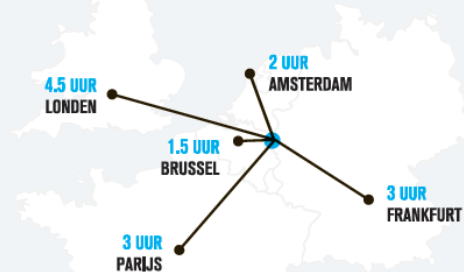 2 UUR
AMSTERDAM
4.5 UUR
LONDEN
1.5 UUR
BRUSSEL
3 UUR
FRANKFURT
3 UUR
PARIJS